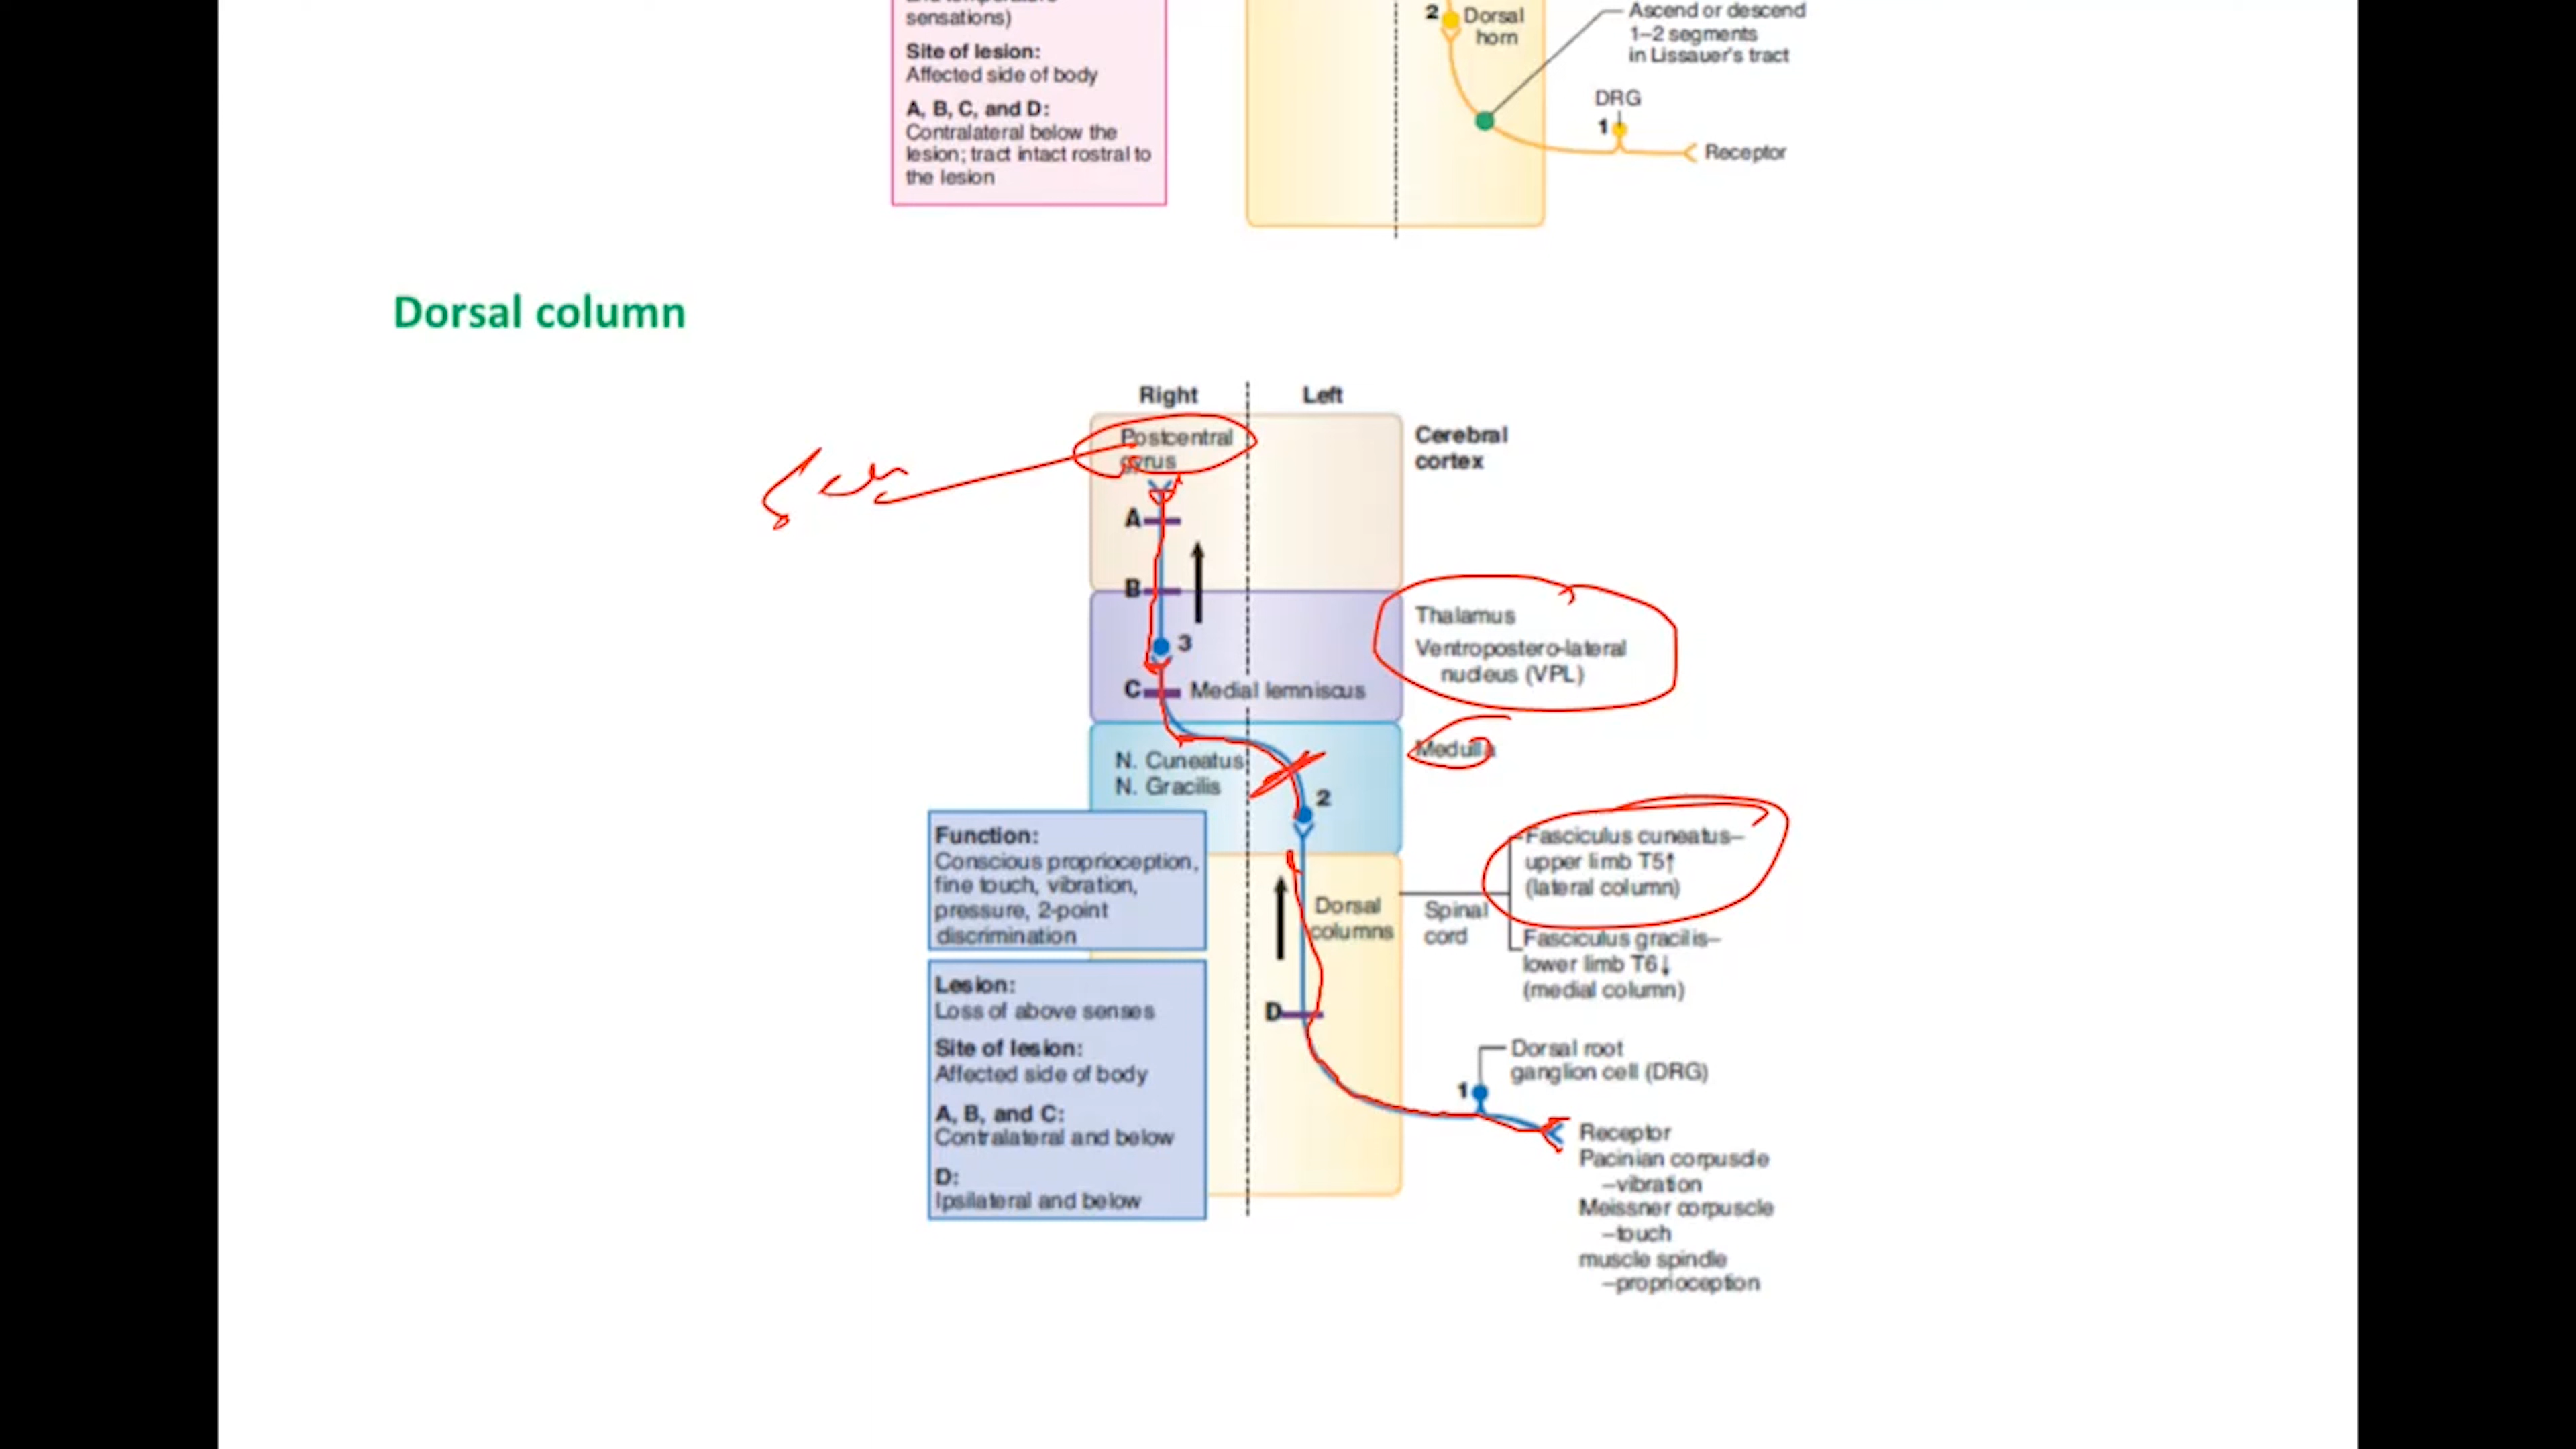 sensations)
Site of lesion:
Affected side of body
A, B, C, and D:
Contralateral below the
lesion; tract intact rostral to
the lesion
2
Dorsal
horn
Ascend or descend
1–2 segments
in Lissauer's tract
DRG
1
Receptor
Dorsal column
Right
Left
Postcentral
gyrus
Cerebral
cortex
A
B
Thalamus
3
Ventropostero-lateral
nucleus (VPL)
C
Medial lemniscus
Medulla
N. Cuneatus
N. Gracilis
2
Function:
Conscious proprioception,
fine touch, vibration,
pressure, 2-point
discrimination
Fasciculus cuneatus–
upper limb T5↑
(lateral column)
Dorsal
columns
Spinal
cord
Fasciculus gracilis–
lower limb T6↓
(medial column)
Lesion:
Loss of above senses
Site of lesion:
Affected side of body
A, B, and C:
Contralateral and below
D:
Ipsilateral and below
D
Dorsal root
ganglion cell (DRG)
1
Receptor
Pacinian corpuscle
–vibration
Meissner corpuscle
–touch
muscle spindle
–proprioception